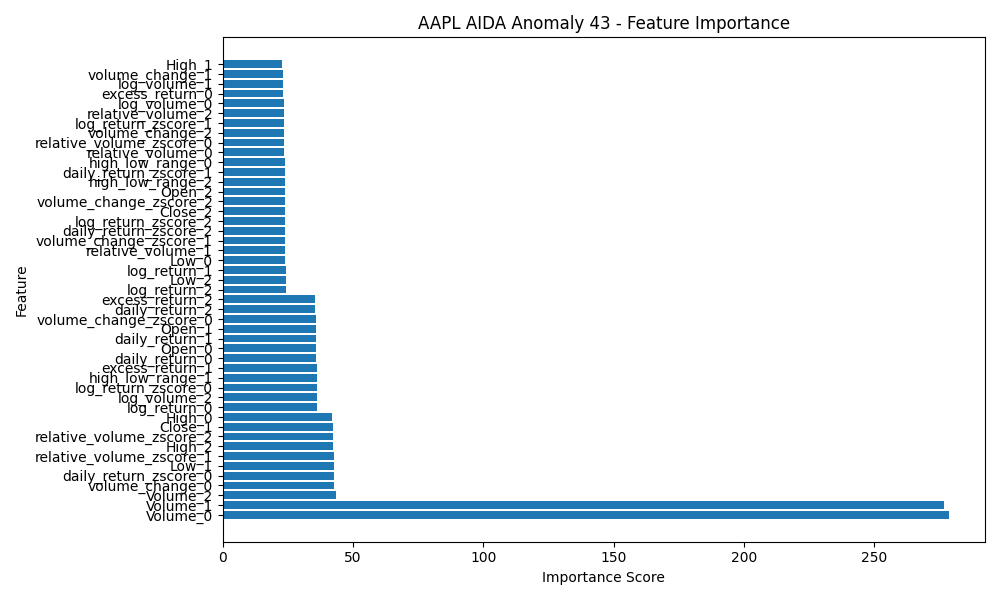 AAPL AIDA Anomaly 43 - Feature Importance
High_1
volume_change_1
log_volume_1
excess_return_0
log_volume_0
relative_volume_2
log_return_zscore_1
volume_change_2
relative_volume_zscore_0
relative_volume_0
high_low_range_0
daily_return_zscore_1
high_low_range_2
Open_2
volume_change_zscore_2
Close_2
log_return_zscore_2
daily_return_zscore_2
volume_change_zscore_1
relative_volume_1
Low_0
log_return_1
Low_2
log_return_2
excess_return_2
daily_return_2
volume_change_zscore_0
Open_1
daily_return_1
Open_0
daily_return_0
excess_return_1
high_low_range_1
log_return_zscore_0
log_volume_2
log_return_0
High_0
Close_1
relative_volume_zscore_2
High_2
relative_volume_zscore_1
Low_1
daily_return_zscore_0
volume_change_0
Volume_2
Volume_1
Volume_0
Feature
0 50 100 150 200 250
Importance Score